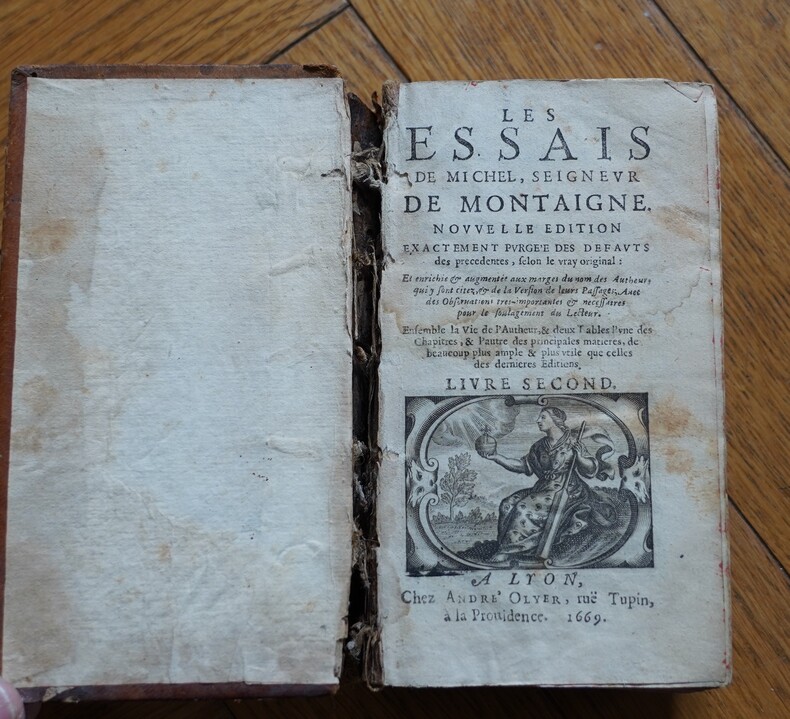 LES
ESSAIS
DE MICHEL, SEIGNEVR
DE MONTAIGNE.
NOVVELLE EDITION
EXACTEMENT PVRGE'E DES DEFAVTS
des precedentes, selon le vray original :
Et enrichie & augmentée aux marges du nom des Autheurs
qui y sont citez, & de la Version de leurs Passages; Auec
des Obseruations tres-importantes & necessaires
pour le soulagement du Lecteur.
Ensemble la Vie de l'Autheur, & deux Tables l'vne des
Chapitres, & l'autre des principales matieres, de
beaucoup plus ample & plus vtile que celles
des dernieres Editions.
LIVRE SECOND.
A LYON,
Chez ANDRE' OLYER, ruë Tupin,
à la Prouidence. 1669.